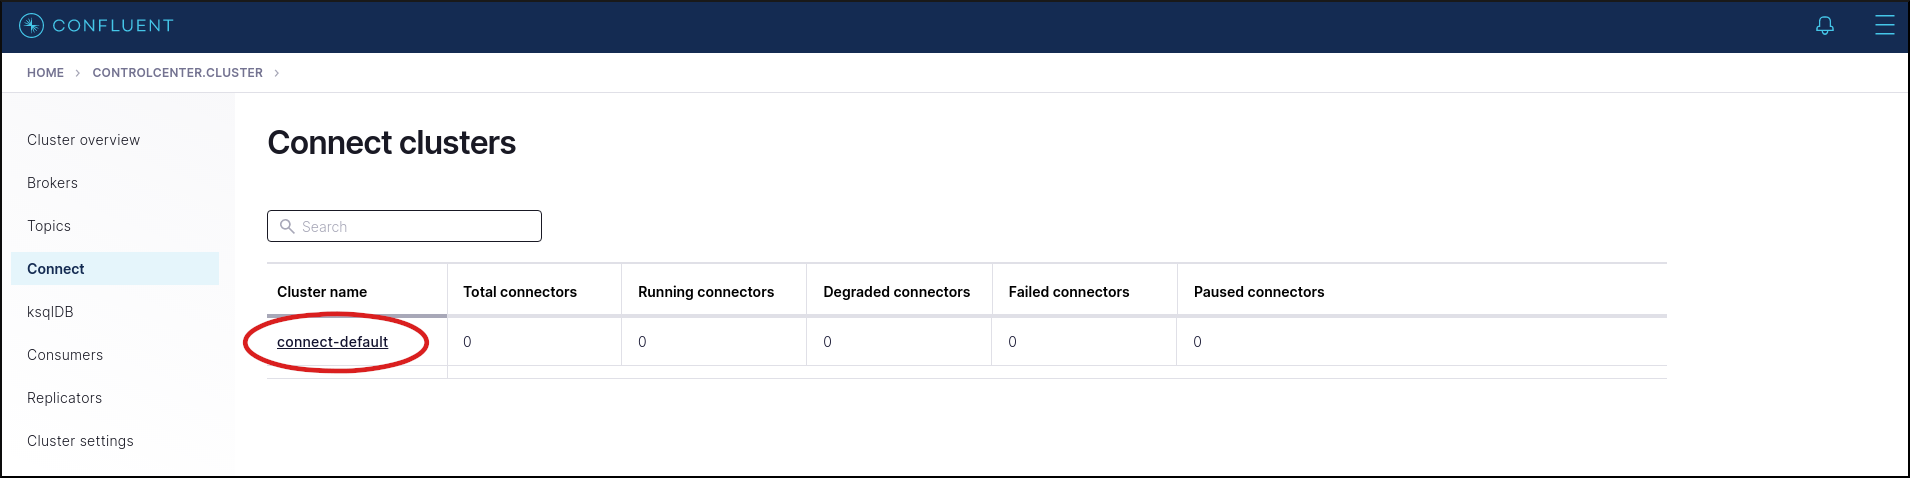 CONFLUENT
HOME > CONTROLCENTER.CLUSTER >
Cluster overview
Brokers
Topics
Connect
ksqlDB
Consumers
Replicators
Cluster settings
Connect clusters
Search
Cluster name Total connectors Running connectors Degraded connectors Failed connectors Paused connectors
connect-default 0 0 0 0 0